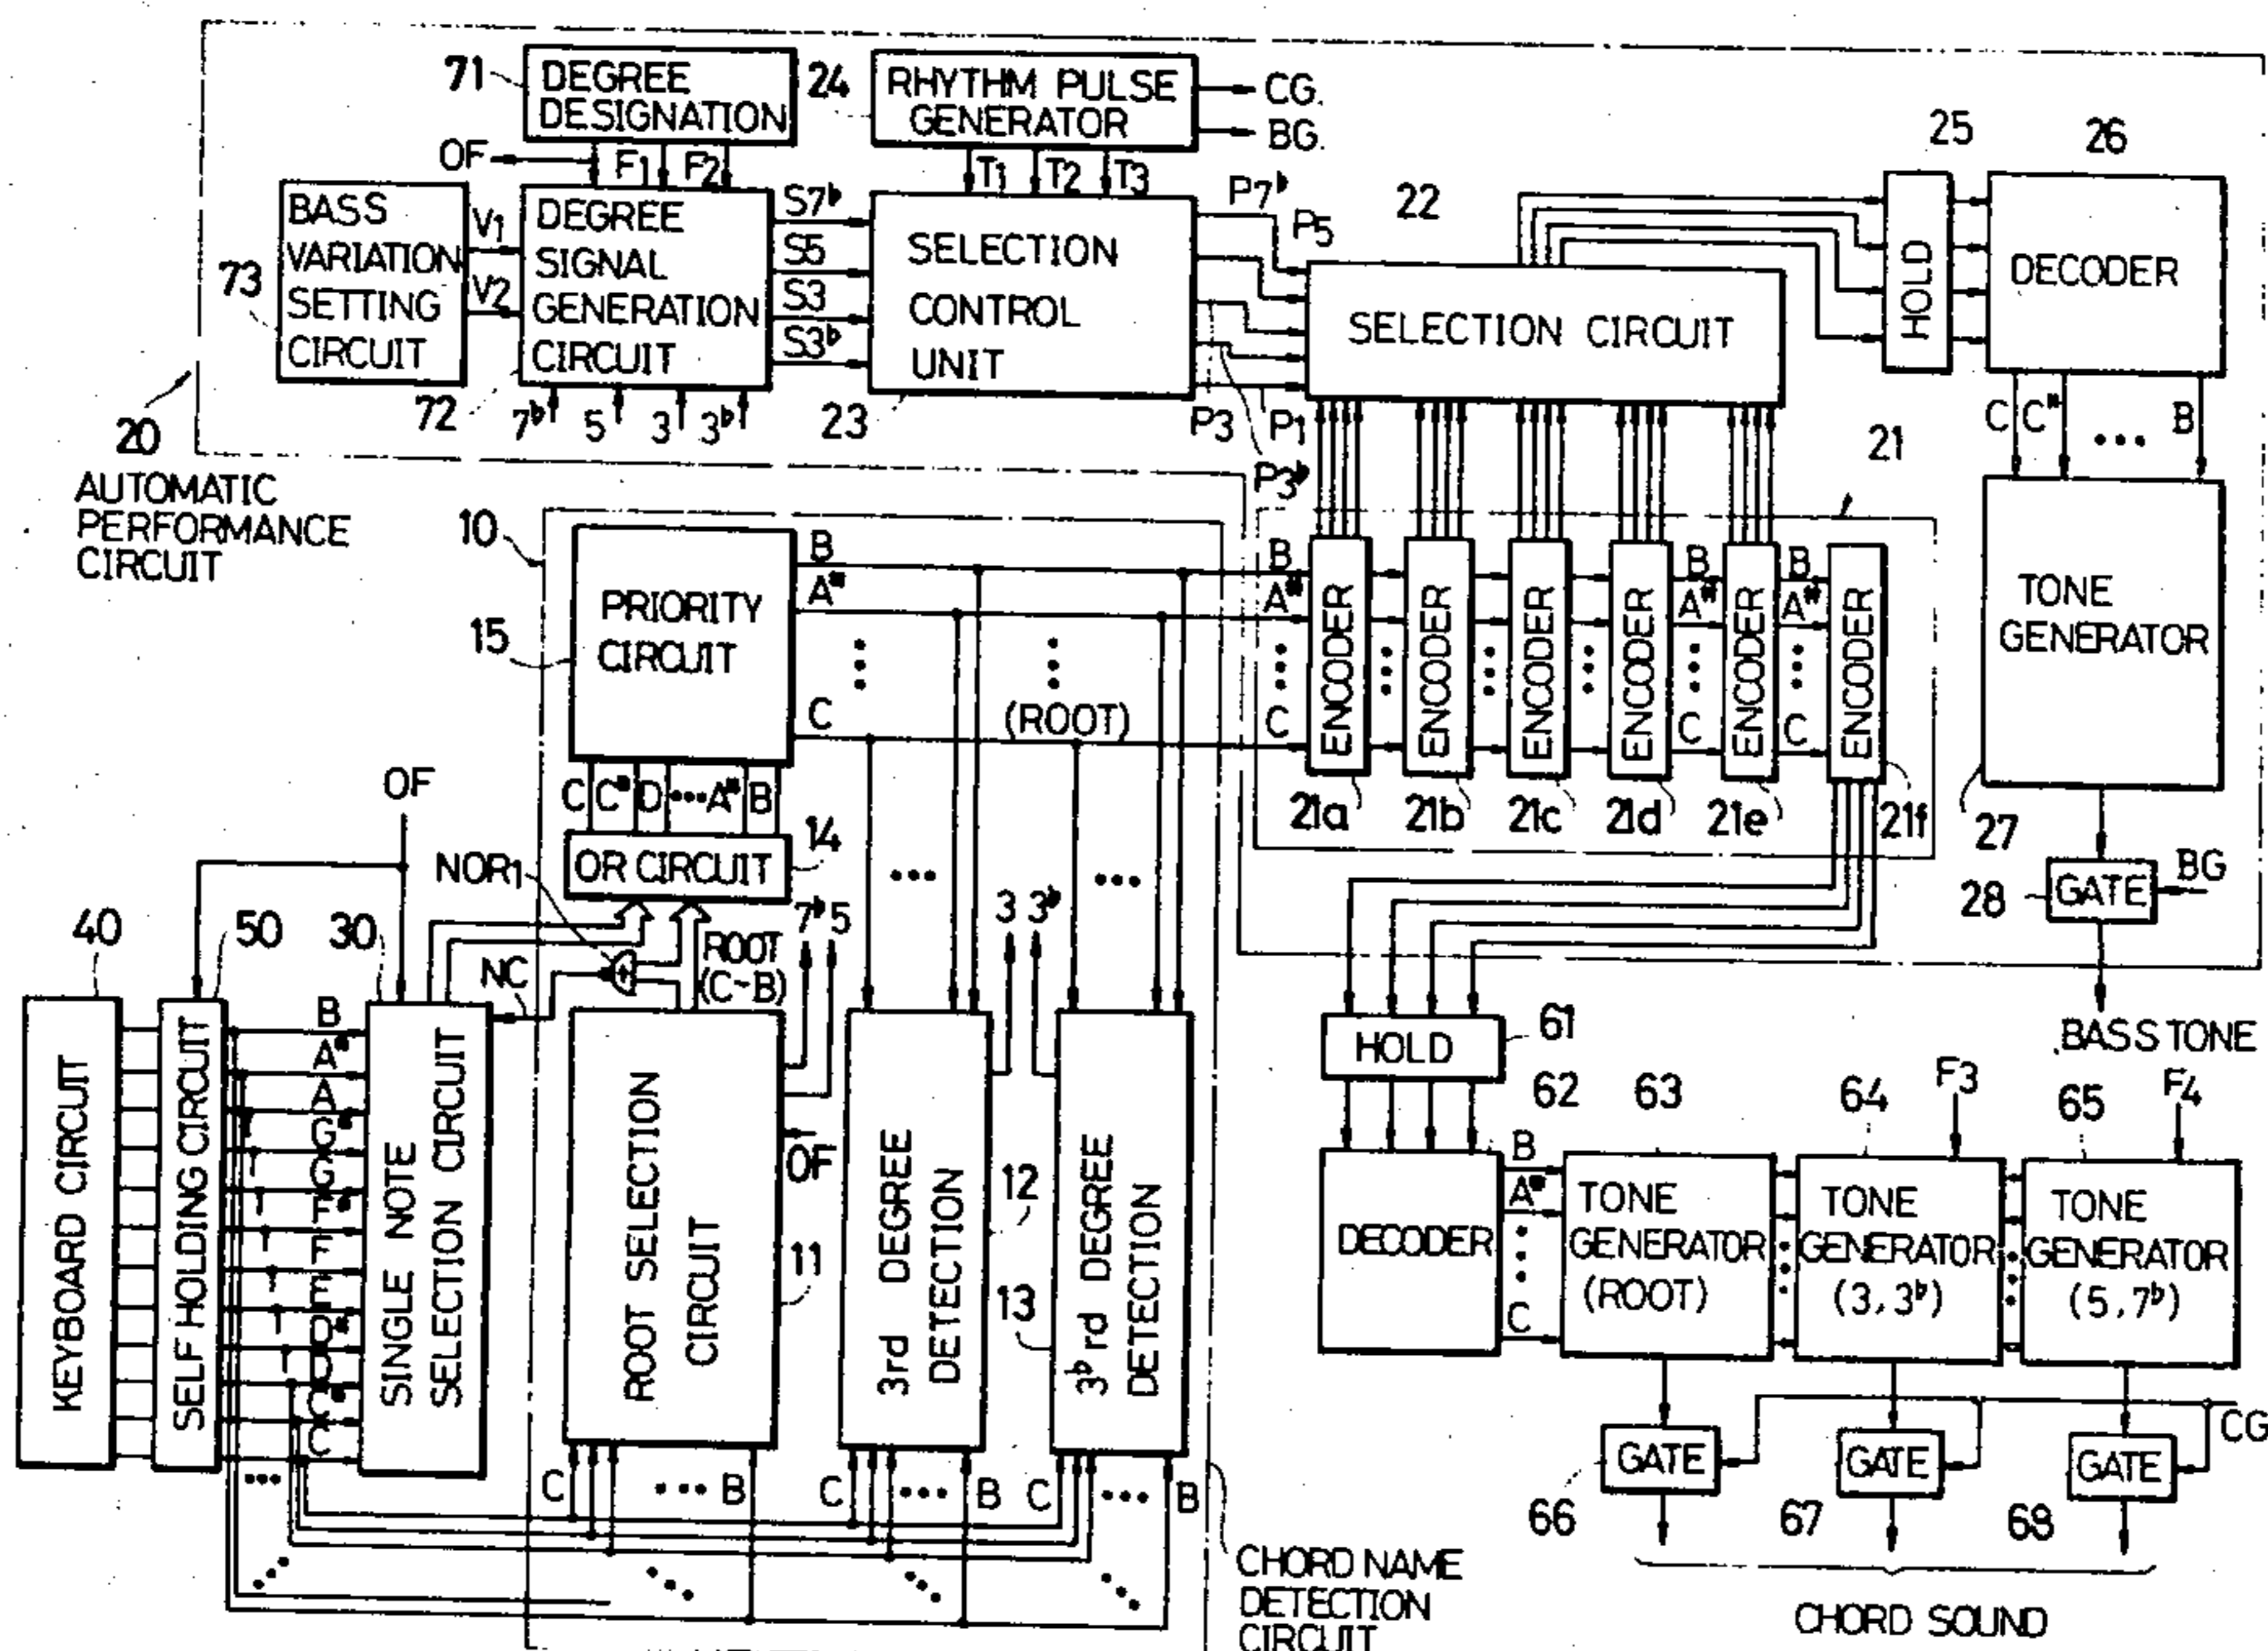 71
DEGREE
DESIGNATION
24
RHYTHM PULSE
GENERATOR
CG.
BG.
OF
F1
F2
T1
T2
T3
25
26
73
BASS
VARIATION
SETTING
CIRCUIT
V1
V2
DEGREE
SIGNAL
GENERATION
CIRCUIT
S7♭
S5
S3
S3♭
SELECTION
CONTROL
UNIT
P7♭
P5
22
SELECTION CIRCUIT
HOLD
DECODER
20
72
7♭
5
3
3♭
23
P3
P1
P3♭
21
C
C#
...
B
AUTOMATIC
PERFORMANCE
CIRCUIT
10
15
PRIORITY
CIRCUIT
B
A#
C
(ROOT)
B
A#
C
ENCODER
ENCODER
ENCODER
ENCODER
B
A#
C
ENCODER
B
A#
C
ENCODER
TONE
GENERATOR
21a
21b
21c
21d
21e
21f
27
OF
C C# D ... A# B
OR CIRCUIT
14
NOR1
NC
ROOT
(C~B)
7♭
5
...
3
3♭
...
28
GATE
BG
BASS TONE
40
50
30
KEYBOARD CIRCUIT
SELF HOLDING CIRCUIT
B
A#
A
G#
G
F#
F
E
D#
D
C#
C
...
SINGLE NOTE
SELECTION CIRCUIT
ROOT SELECTION
CIRCUIT
OF
11
3rd DEGREE
DETECTION
12
3♭rd DEGREE
DETECTION
13
C
... B
C
... B
C
... B
CHORD NAME
DETECTION
CIRCUIT
HOLD
61
62
63
64
F3
65
F4
DECODER
B
A#
C
TONE
GENERATOR
(ROOT)
TONE
GENERATOR
(3, 3♭)
TONE
GENERATOR
(5, 7♭)
CG
GATE
GATE
GATE
66
67
68
CHORD SOUND